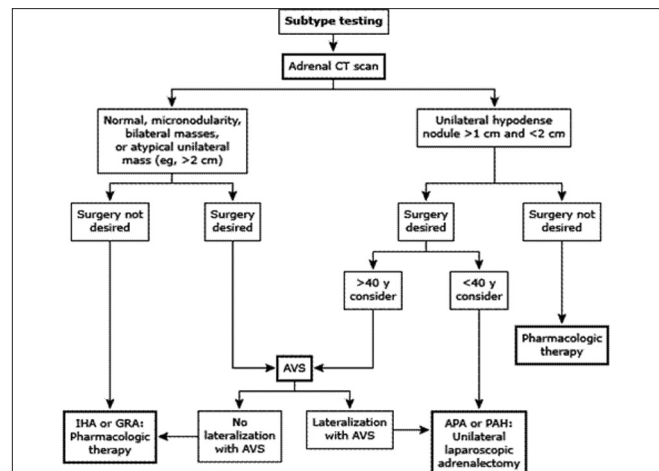 Subtype testing
Adrenal CT scan
Normal, micronodularity,
bilateral masses,
or atypical unilateral
mass (eg, >2 cm)
Unilateral hypodense
nodule >1 cm and <2 cm
Surgery not
desired
Surgery
desired
Surgery
desired
Surgery not
desired
>40 y
consider
<40 y
consider
Pharmacologic
therapy
AVS
IHA or GRA:
Pharmacologic
therapy
No
lateralization
with AVS
Lateralization
with AVS
APA or PAH:
Unilateral
laparoscopic
adrenalectomy